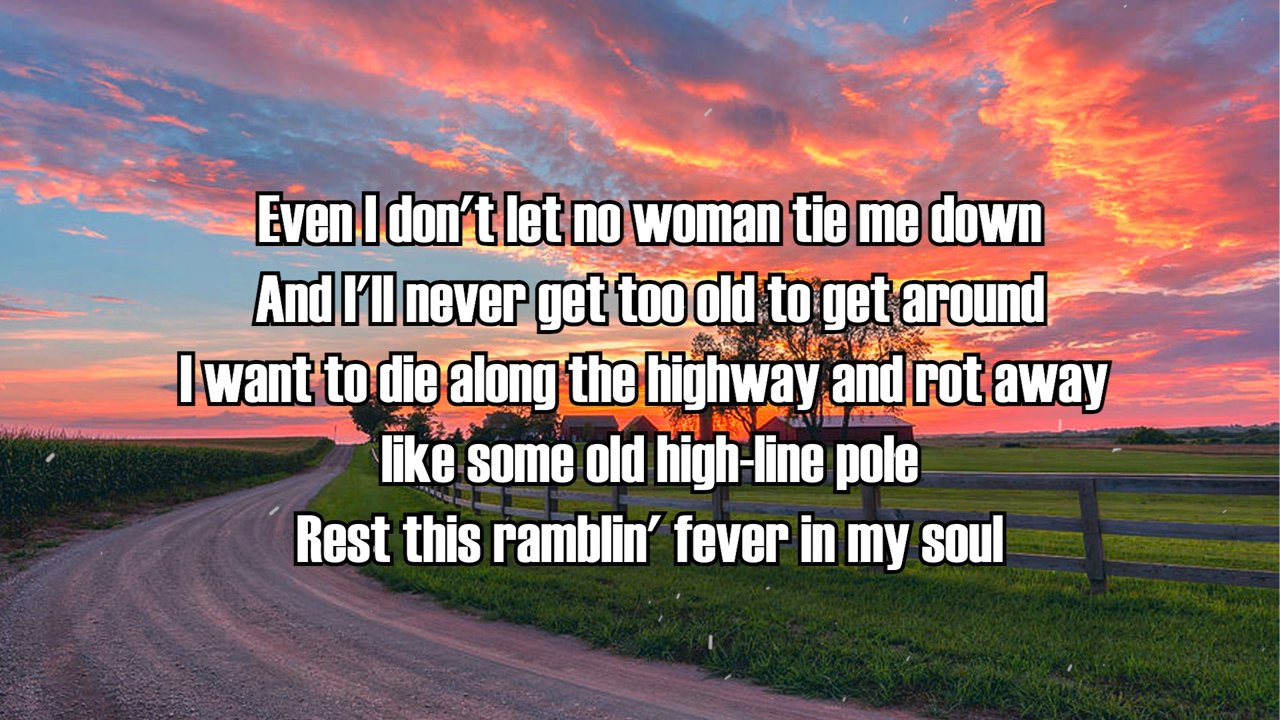 Even I don't let no woman tie me down
And I'll never get too old to get around
I want to die along the highway and rot away
like some old high-line pole
Rest this ramblin' fever in my soul